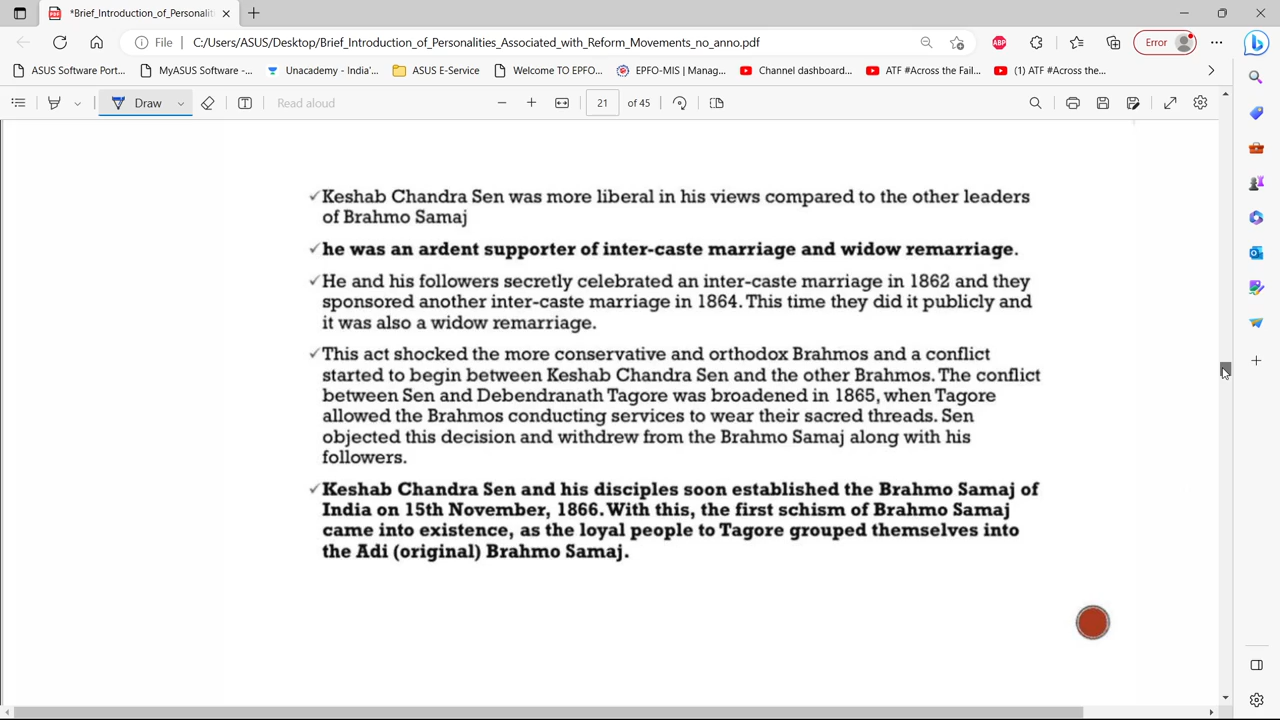 *Brief_Introduction_of_Personaliti
File
C:/Users/ASUS/Desktop/Brief_Introduction_of_Personalities_Associated_with_Reform_Movements_no_anno.pdf
ABP
Error
ASUS Software Port...
MyASUS Software -...
Unacademy - India'...
ASUS E-Service
Welcome To EPFO...
EPFO-MIS | Manag...
Channel dashboard...
ATF #Across the Fail...
(1) ATF #Across the...
Draw
Read aloud
21 of 45
✓Keshab Chandra Sen was more liberal in his views compared to the other leaders
of Brahmo Samaj
✓he was an ardent supporter of inter-caste marriage and widow remarriage.
✓He and his followers secretly celebrated an inter-caste marriage in 1862 and they
sponsored another inter-caste marriage in 1864. This time they did it publicly and
it was also a widow remarriage.
✓This act shocked the more conservative and orthodox Brahmos and a conflict
started to begin between Keshab Chandra Sen and the other Brahmos. The conflict
between Sen and Debendranath Tagore was broadened in 1865, when Tagore
allowed the Brahmos conducting services to wear their sacred threads. Sen
objected this decision and withdrew from the Brahmo Samaj along with his
followers.
✓Keshab Chandra Sen and his disciples soon established the Brahmo Samaj of
India on 15th November, 1866. With this, the first schism of Brahmo Samaj
came into existence, as the loyal people to Tagore grouped themselves into
the Adi (original) Brahmo Samaj.